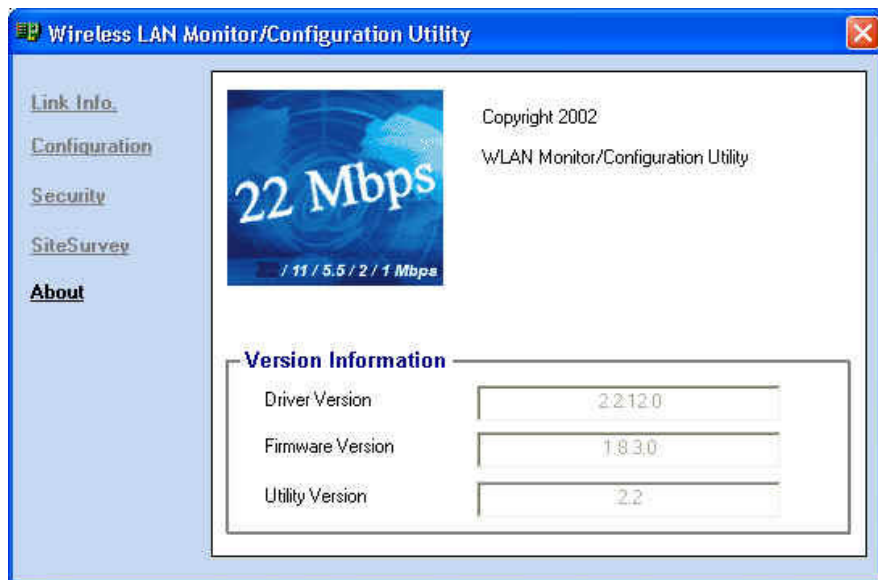 Wireless LAN Monitor/Configuration Utility
Link Info.
Configuration
Security
SiteSurvey
About
22 Mbps
/ 11 / 5.5 / 2 / 1 Mbps
Copyright 2002
WLAN Monitor/Configuration Utility
Version Information
Driver Version 2.2.12.0
Firmware Version 1.8.3.0
Utility Version 2.2